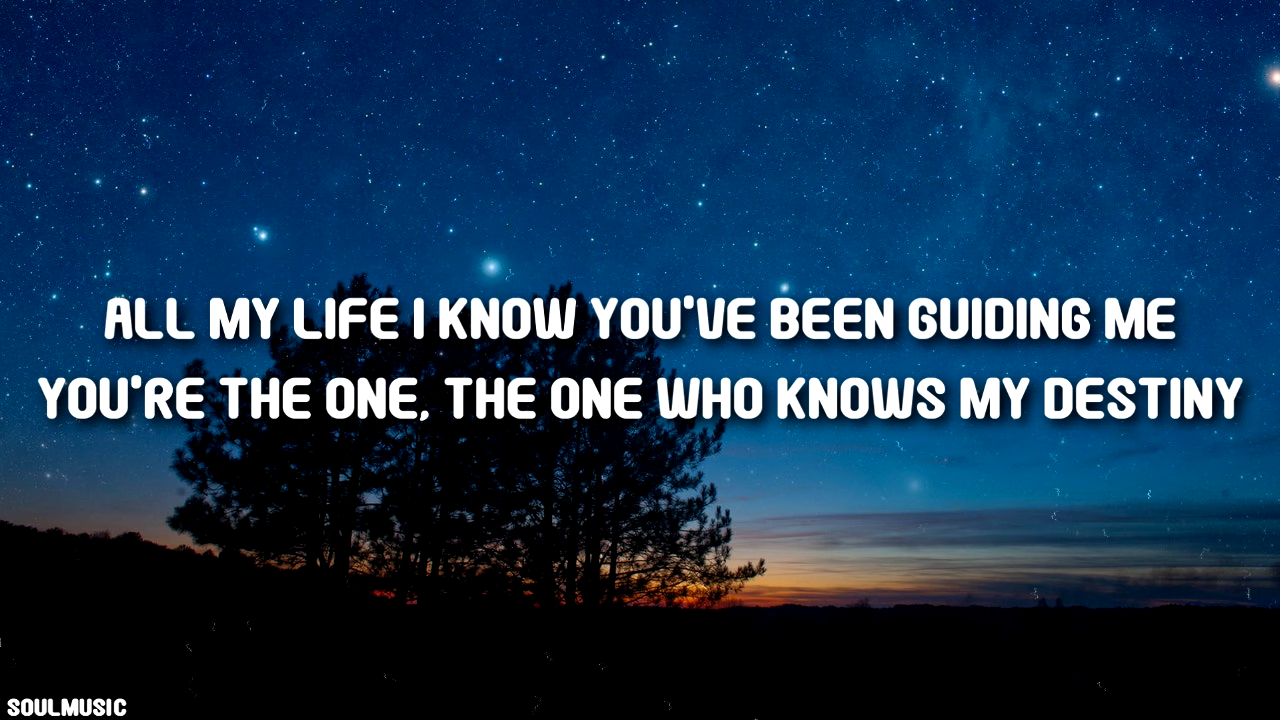 ALL MY LIFE I KNOW YOU'VE BEEN GUIDING ME
YOU'RE THE ONE, THE ONE WHO KNOWS MY DESTINY
SOULMUSIC